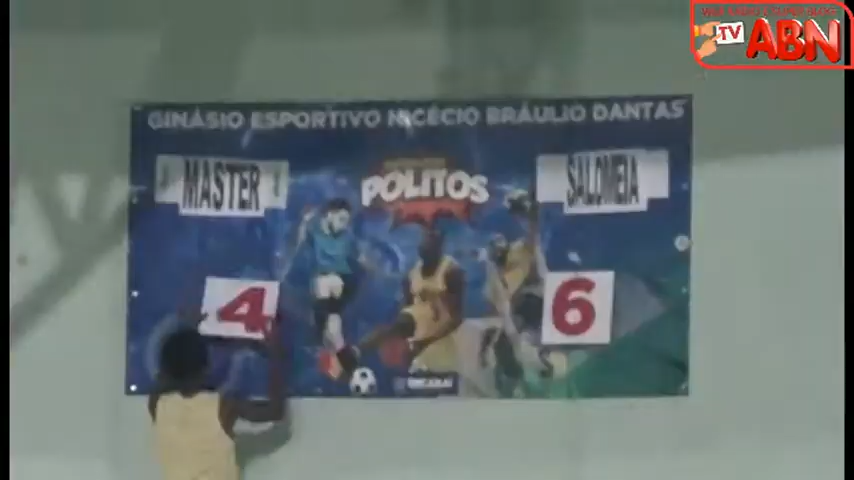 TV ABN
GINÁSIO ESPORTIVO NICÉCIO BRÁULIO DANTAS
MASTER
POLITOS
SALOMEIA
4
6